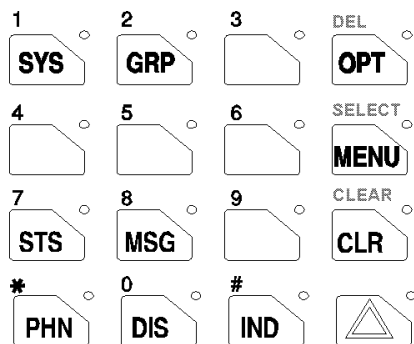 1 2 3 DEL
SYS GRP OPT
4 5 6 SELECT
MENU
7 8 9 CLEAR
STS MSG CLR
* 0 #
PHN DIS IND